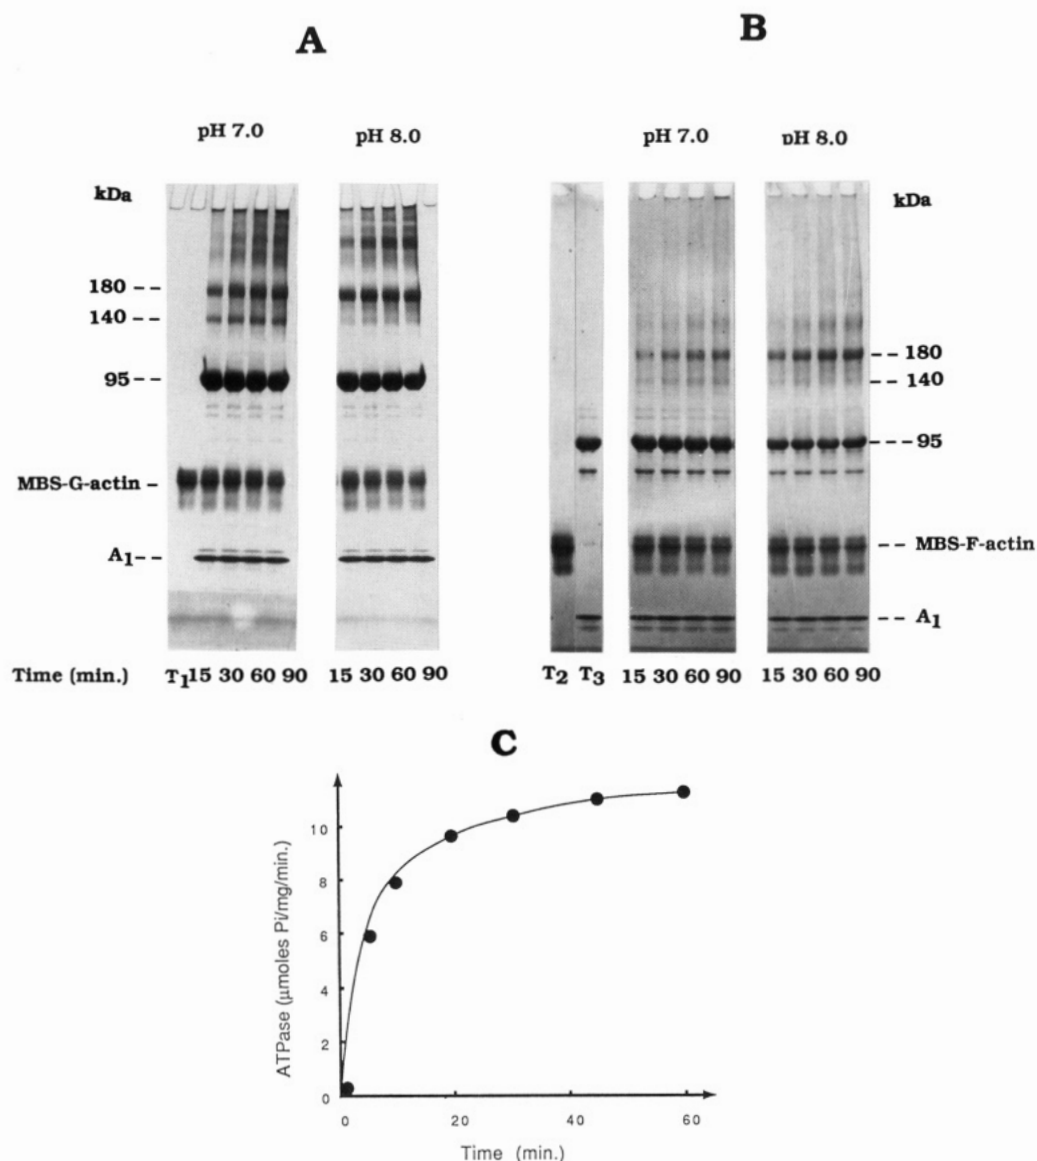 A
B
pH 7.0
pH 8.0
pH 7.0
pH 8.0
kDa
kDa
180
140
95
MBS-G-actin
A1
180
140
95
MBS-F-actin
A1
Time (min.)
T1 15 30 60 90
15 30 60 90
T2 T3
15 30 60 90
15 30 60 90
C
ATPase (µmoles Pi/mg/min.)
10
8
6
4
2
0
0
20
40
60
Time (min.)